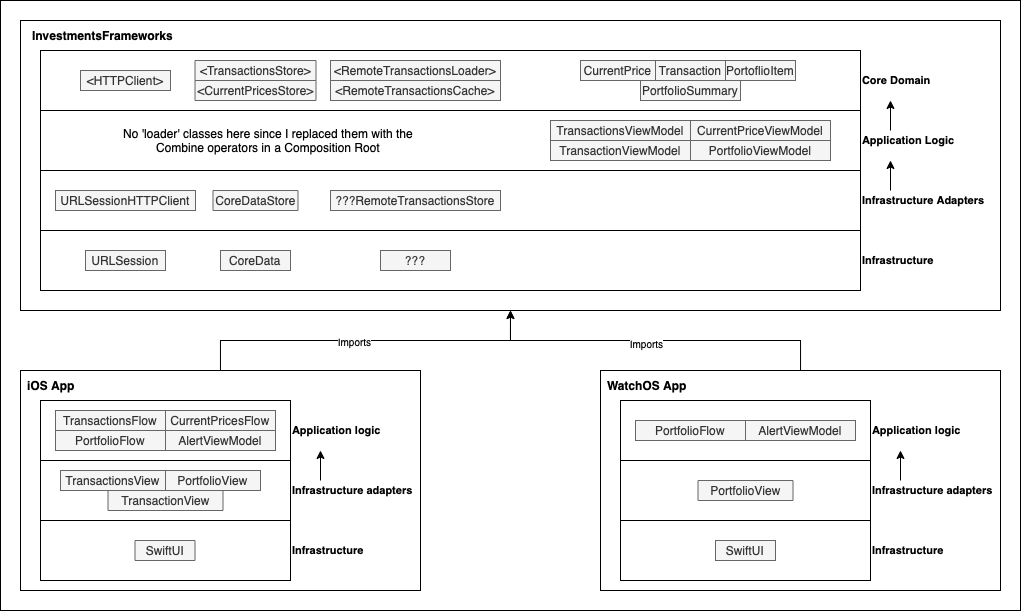 InvestmentsFrameworks
<HTTPClient>
<TransactionsStore>
<CurrentPricesStore>
<RemoteTransactionsLoader>
<RemoteTransactionsCache>
CurrentPrice Transaction PortoflioItem
PortfolioSummary
Core Domain
No 'loader' classes here since I replaced them with the
Combine operators in a Composition Root
TransactionsViewModel CurrentPriceViewModel
TransactionViewModel PortfolioViewModel
Application Logic
URLSessionHTTPClient CoreDataStore ???RemoteTransactionsStore
Infrastructure Adapters
URLSession CoreData ???
Infrastructure
Imports
Imports
iOS App
TransactionsFlow CurrentPricesFlow
PortfolioFlow AlertViewModel
Application logic
TransactionsView PortfolioView
TransactionView
Infrastructure adapters
SwiftUI
Infrastructure
WatchOS App
PortfolioFlow AlertViewModel
Application logic
PortfolioView
Infrastructure adapters
SwiftUI
Infrastructure